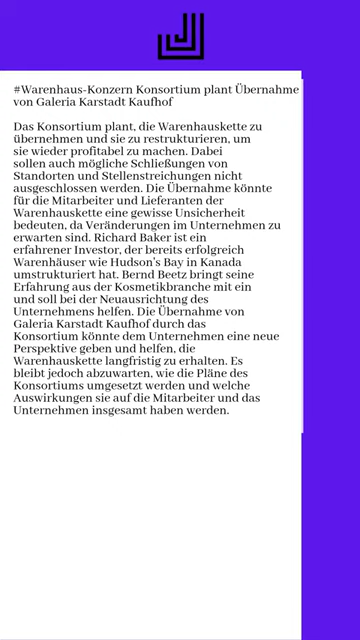 #Warenhaus-Konzern Konsortium plant Übernahme
von Galeria Karstadt Kaufhof
Das Konsortium plant, die Warenhauskette zu
übernehmen und sie zu restrukturieren, um
sie wieder profitabel zu machen. Dabei
sollen auch mögliche Schließungen von
Standorten und Stellenstreichungen nicht
ausgeschlossen werden. Die Übernahme könnte
für die Mitarbeiter und Lieferanten der
Warenhauskette eine gewisse Unsicherheit
bedeuten, da Veränderungen im Unternehmen zu
erwarten sind. Richard Baker ist ein
erfahrener Investor, der bereits erfolgreich
Warenhäuser wie Hudson's Bay in Kanada
umstrukturiert hat. Bernd Beetz bringt seine
Erfahrung aus der Kosmetikbranche mit ein
und soll bei der Neuausrichtung des
Unternehmens helfen. Die Übernahme von
Galeria Karstadt Kaufhof durch das
Konsortium könnte dem Unternehmen eine neue
Perspektive geben und helfen, die
Warenhauskette langfristig zu erhalten. Es
bleibt jedoch abzuwarten, wie die Pläne des
Konsortiums umgesetzt werden und welche
Auswirkungen sie auf die Mitarbeiter und das
Unternehmen insgesamt haben werden.